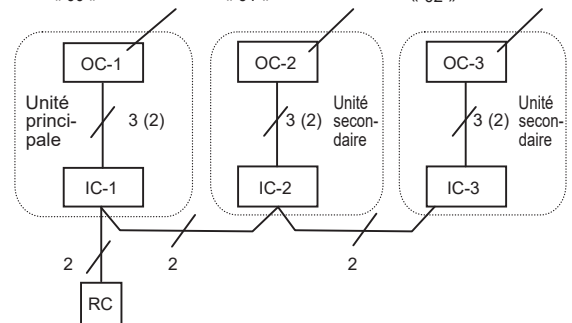 OC-1
OC-2
OC-3
Unité
princi-
pale
3 (2)
3 (2)
Unité
secon-
daire
3 (2)
Unité
secon-
daire
IC-1
IC-2
IC-3
2
2
2
RC